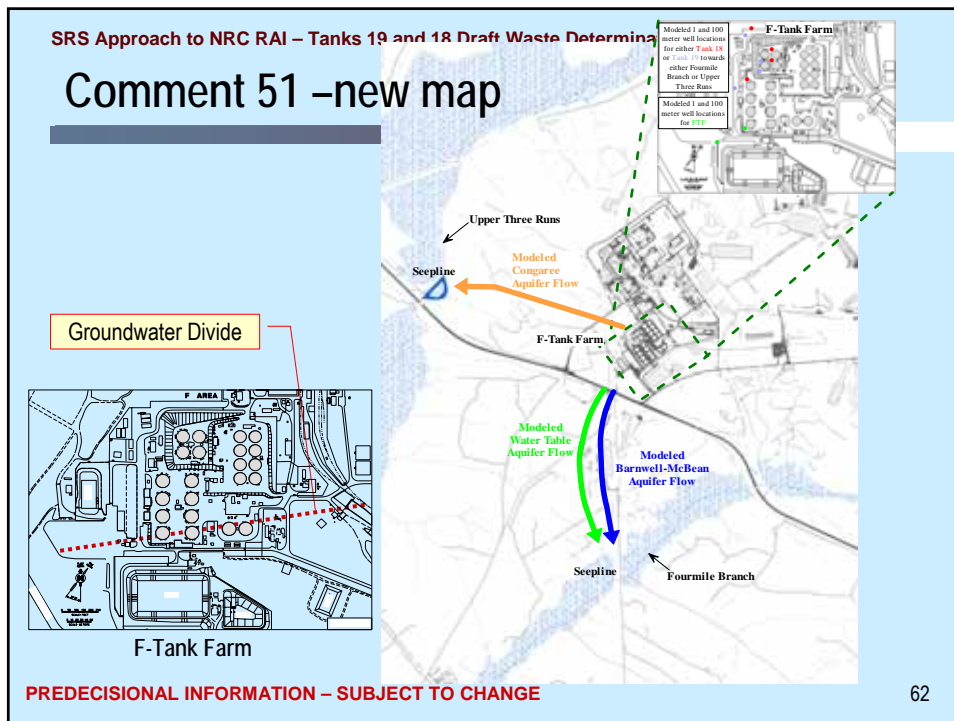 SRS Approach to NRC RAI – Tanks 19 and 18 Draft Waste Determina
Comment 51 –new map
Modeled 1 and 100
meter well locations
for either Tank 18
or Tank 19 towards
either Fourmile
Branch or Upper
Three Runs
Modeled 1 and 100
meter well locations
for FTF
F-Tank Farm
Upper Three Runs
Seepline
Modeled
Congaree
Aquifer Flow
Groundwater Divide
F-Tank Farm
F AREA
Modeled
Water Table
Aquifer Flow
Modeled
Barnwell-McBean
Aquifer Flow
Seepline
Fourmile Branch
F-Tank Farm
PREDECISIONAL INFORMATION – SUBJECT TO CHANGE
62